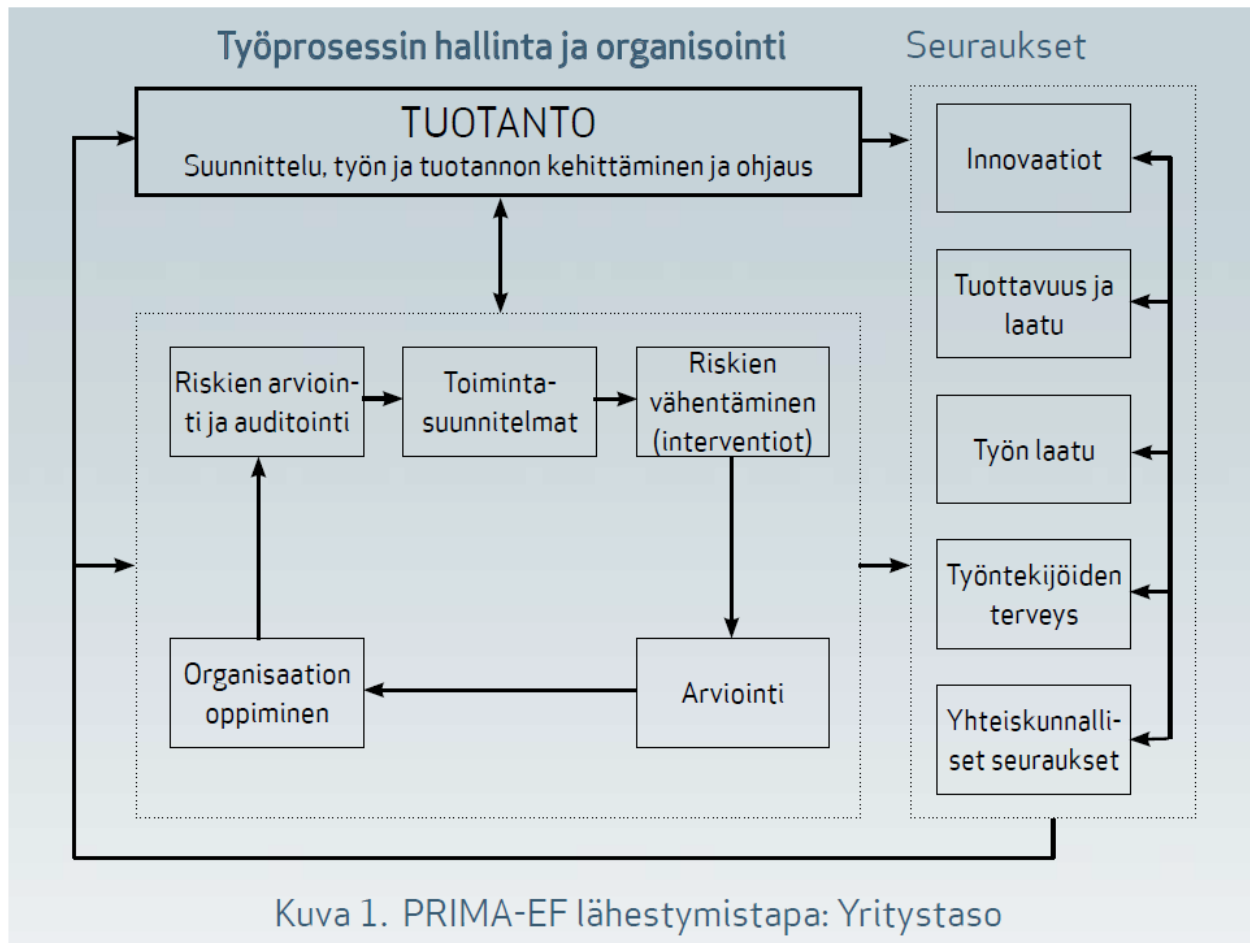 Työprosessin hallinta ja organisointi
Seuraukset
TUOTANTO
Suunnittelu, työn ja tuotannon kehittäminen ja ohjaus
Riskien arvioin-
ti ja auditointi
Toiminta-
suunnitelmat
Riskien
vähentäminen
(interventiot)
Organisaation
oppiminen
Arviointi
Innovaatiot
Tuottavuus ja
laatu
Työn laatu
Työntekijöiden
terveys
Yhteiskunnalli-
set seuraukset
Kuva 1. PRIMA-EF lähestymistapa: Yritystaso